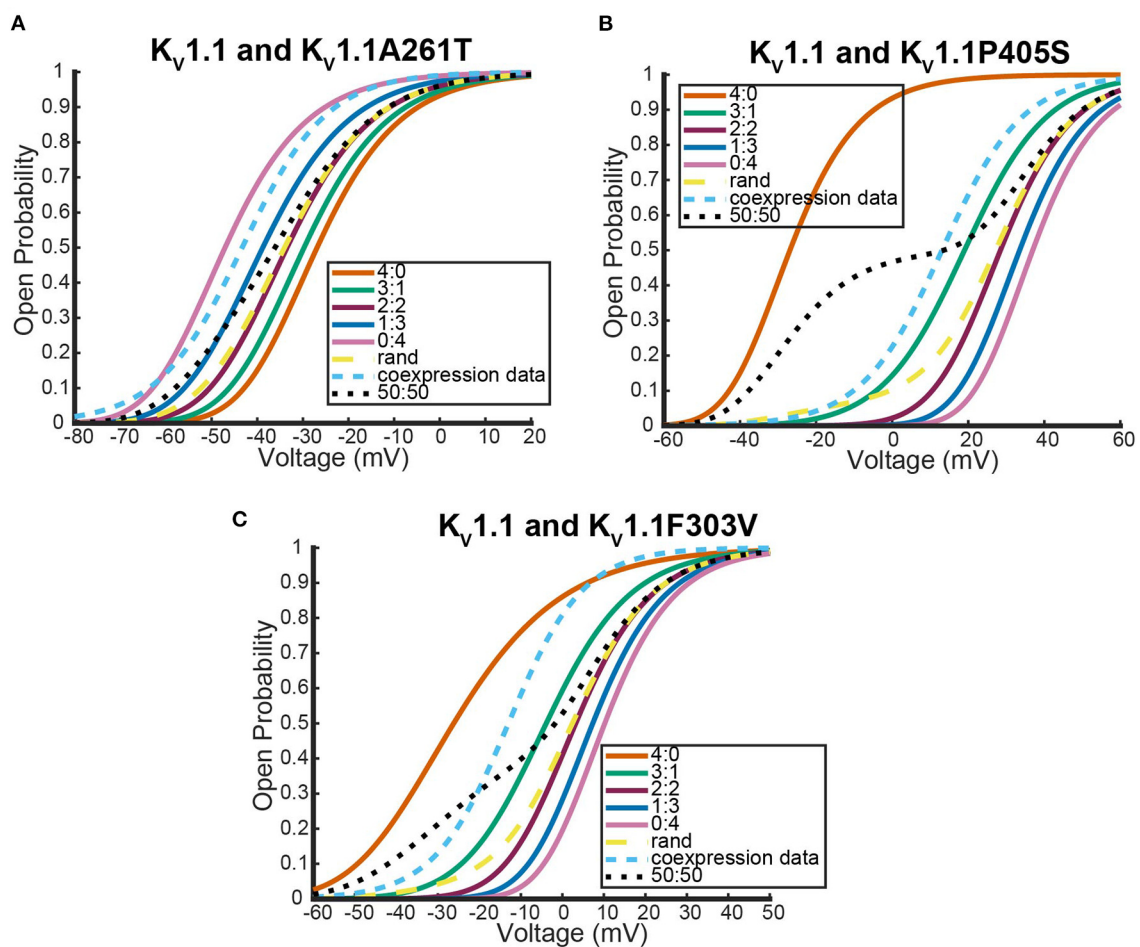 A
K_V1.1 and K_V1.1A261T
Open Probability
1
0.9
0.8
0.7
0.6
0.5
0.4
0.3
0.2
0.1
0
-80 -70 -60 -50 -40 -30 -20 -10 0 10 20
Voltage (mV)
4:0
3:1
2:2
1:3
0:4
rand
coexpression data
50:50
B
K_V1.1 and K_V1.1P405S
Open Probability
1
0.9
0.8
0.7
0.6
0.5
0.4
0.3
0.2
0.1
0
-60 -40 -20 0 20 40 60
Voltage (mV)
4:0
3:1
2:2
1:3
0:4
rand
coexpression data
50:50
C
K_V1.1 and K_V1.1F303V
Open Probability
1
0.9
0.8
0.7
0.6
0.5
0.4
0.3
0.2
0.1
0
-60 -50 -40 -30 -20 -10 0 10 20 30 40 50
Voltage (mV)
4:0
3:1
2:2
1:3
0:4
rand
coexpression data
50:50